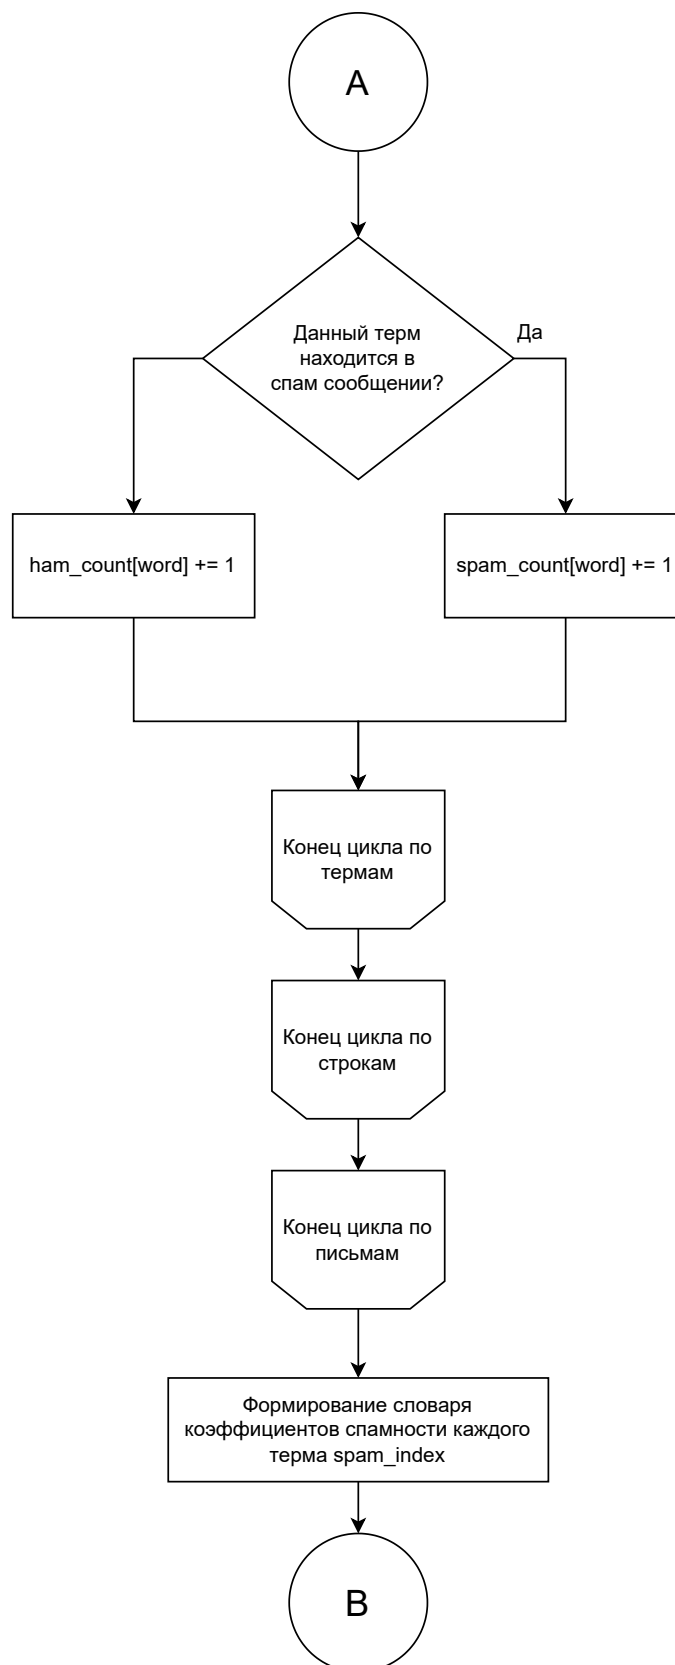 A
Данный терм
находится в
спам сообщении?
Да
ham_count[word] += 1
spam_count[word] += 1
Конец цикла по
термам
Конец цикла по
строкам
Конец цикла по
письмам
Формирование словаря
коэффициентов спамности каждого
терма spam_index
B